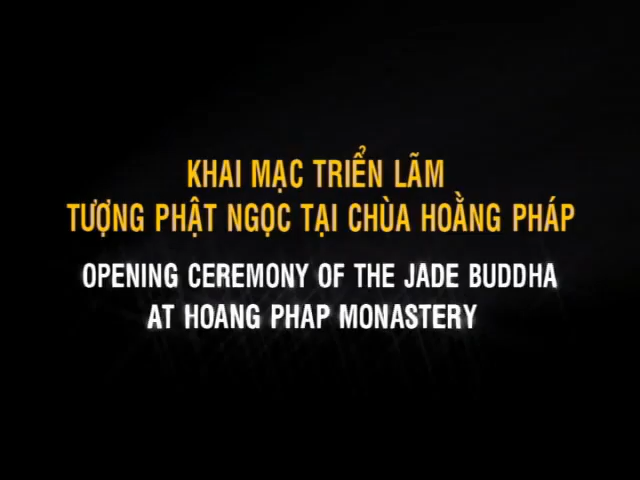 KHAI MẠC TRIỂN LÃM
TƯỢNG PHẬT NGỌC TẠI CHÙA HOẰNG PHÁP
OPENING CEREMONY OF THE JADE BUDDHA
AT HOANG PHAP MONASTERY